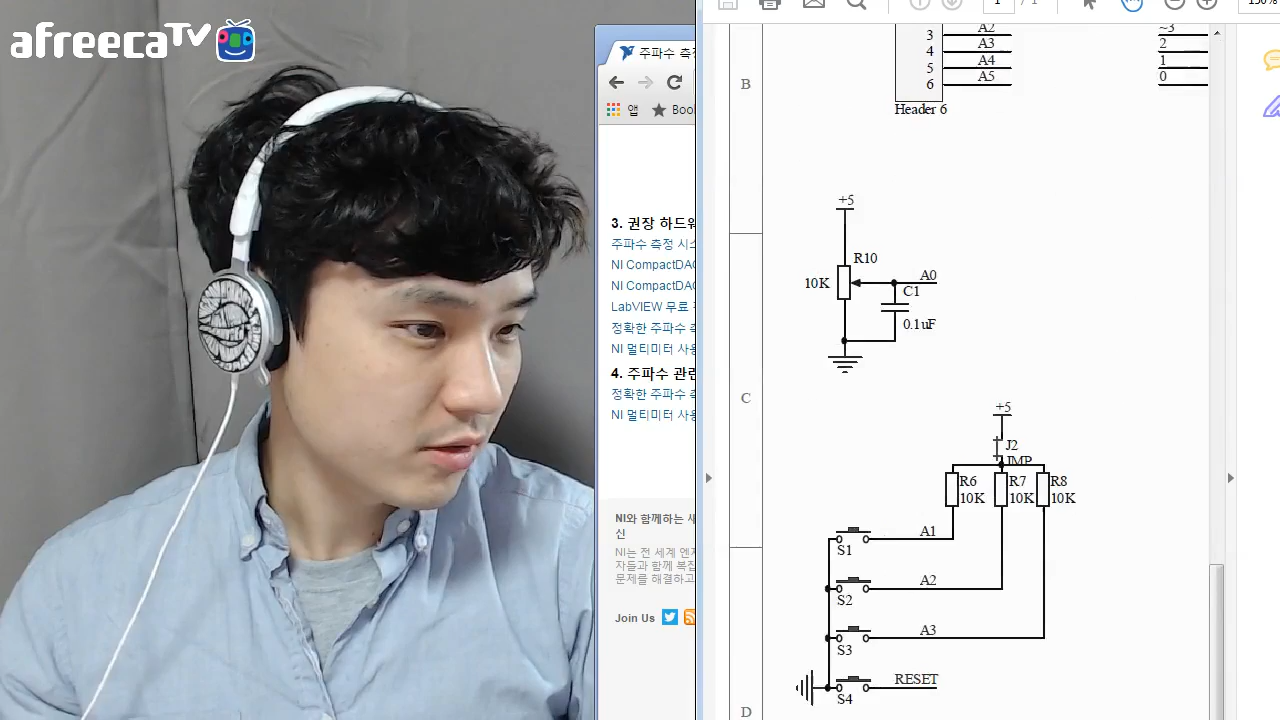 afreecaTV
주파수 측정
앱
Boo
3. 권장 하드웨
주파수 측정 시스
NI CompactDAQ
NI CompactDAQ
LabVIEW 무료
정확한 주파수 측
NI 멀티미터 사용
4. 주파수 관련
정확한 주파수 측
NI 멀티미터 사용
NI와 함께하는 새
신
NI는 전 세계 엔지
자들과 함께 복잡
문제를 해결하고
Join Us
1 / 1
150%
B
3 A2
4 A3
5 A4
6 A5
Header 6
~3
2
1
0
+5
R10
10K
A0
C1
0.1uF
C
+5
J2
JMP
R6
10K
R7
10K
R8
10K
A1
S1
A2
S2
A3
S3
RESET
S4
D